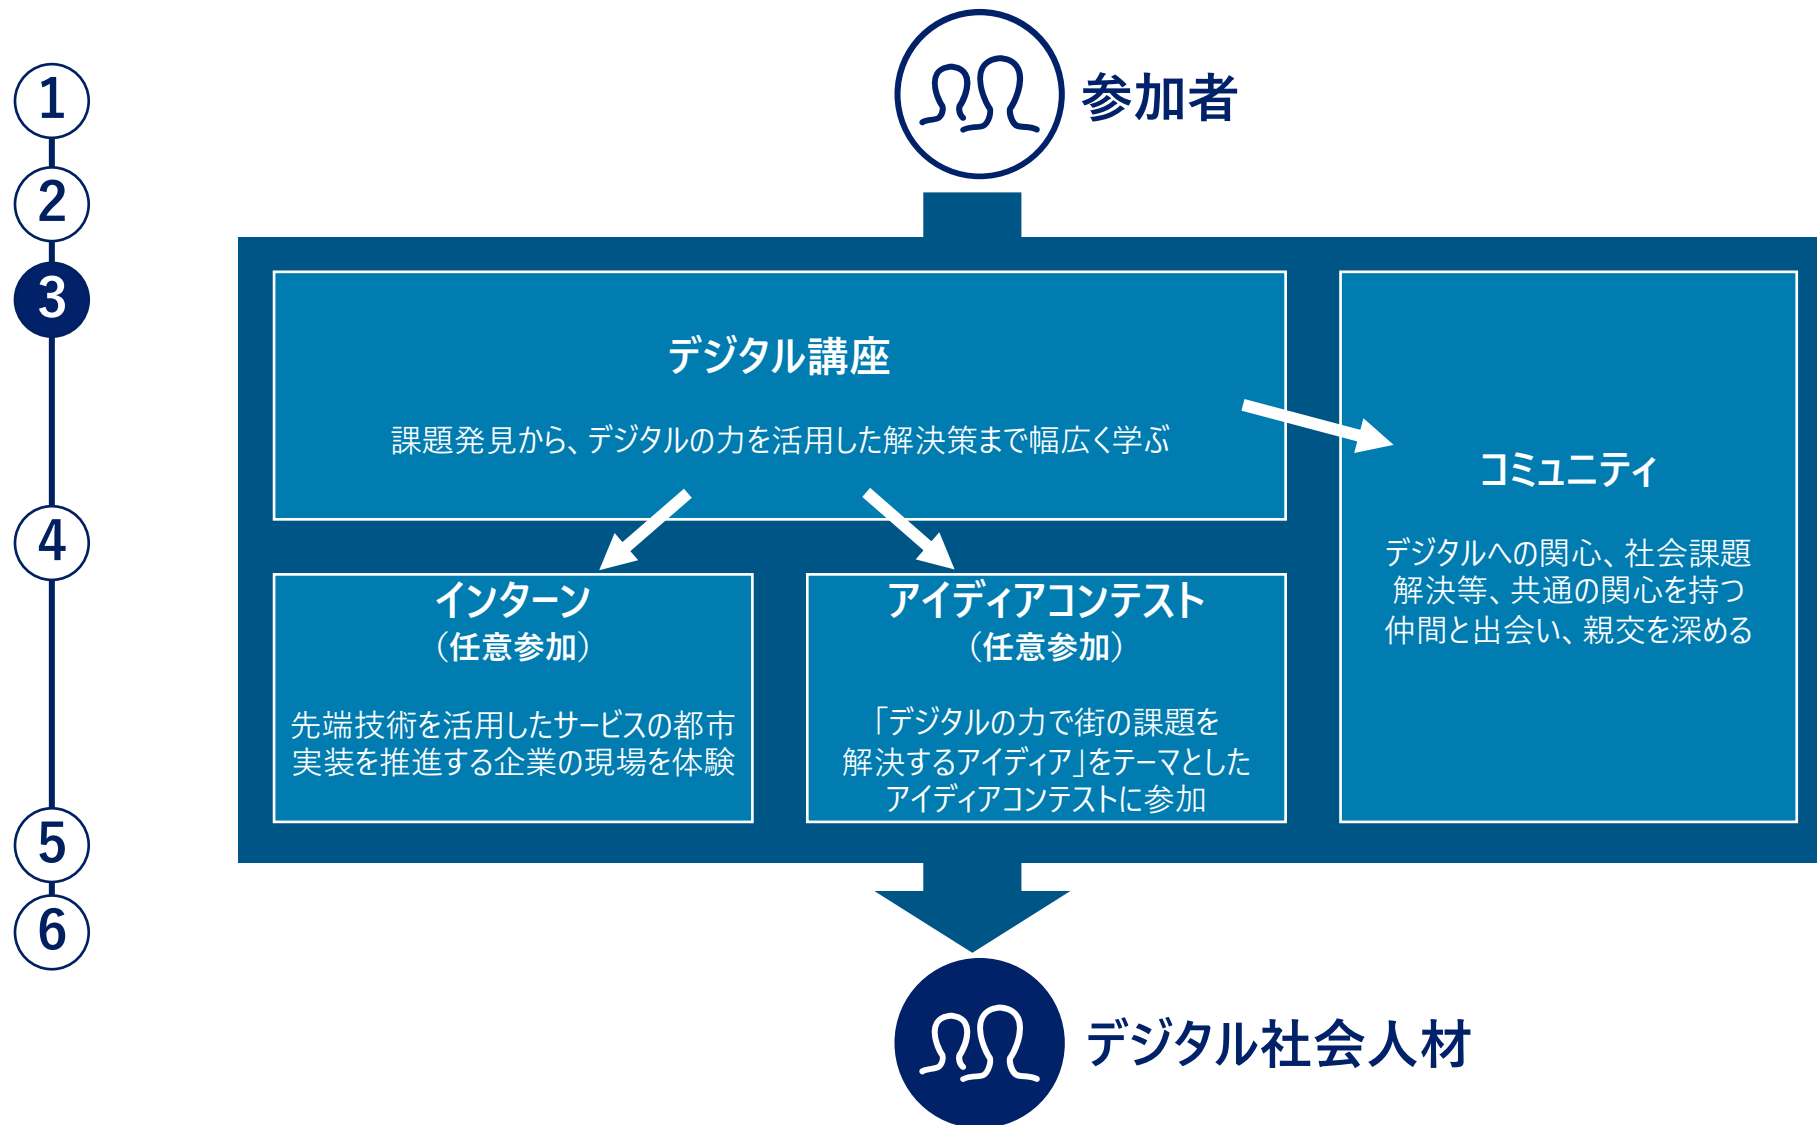 1
2
3
4
5
6
参加者
デジタル講座
課題発見から、デジタルの力を活用した解決策まで幅広く学ぶ
インターン
（任意参加）
先端技術を活用したサービスの都市
実装を推進する企業の現場を体験
アイディアコンテスト
（任意参加）
「デジタルの力で街の課題を
解決するアイディア」をテーマとした
アイディアコンテストに参加
コミュニティ
デジタルへの関心、社会課題
解決等、共通の関心を持つ
仲間と出会い、親交を深める
デジタル社会人材